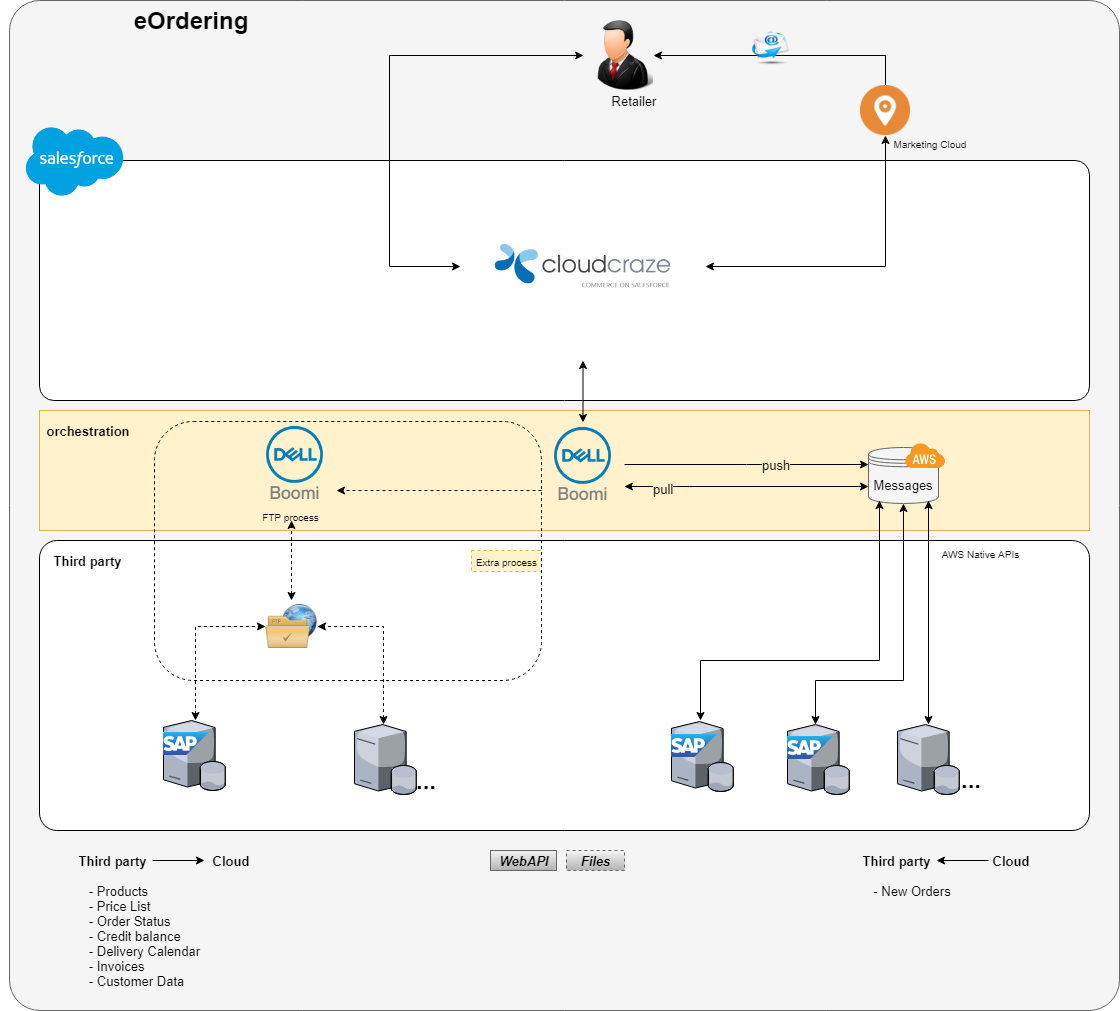 eOrdering
Retailer
Marketing Cloud
salesforce
cloudcraze
COMMERCE ON SALESFORCE
orchestration
DELL
Boomi
FTP process
DELL
Boomi
push
pull
AWS
Messages
Third party
Extra process
AWS Native APIs
FTP
SAP
...
SAP
SAP
...
Third party Cloud
- Products
- Price List
- Order Status
- Credit balance
- Delivery Calendar
- Invoices
- Customer Data
WebAPI
Files
Third party Cloud
- New Orders